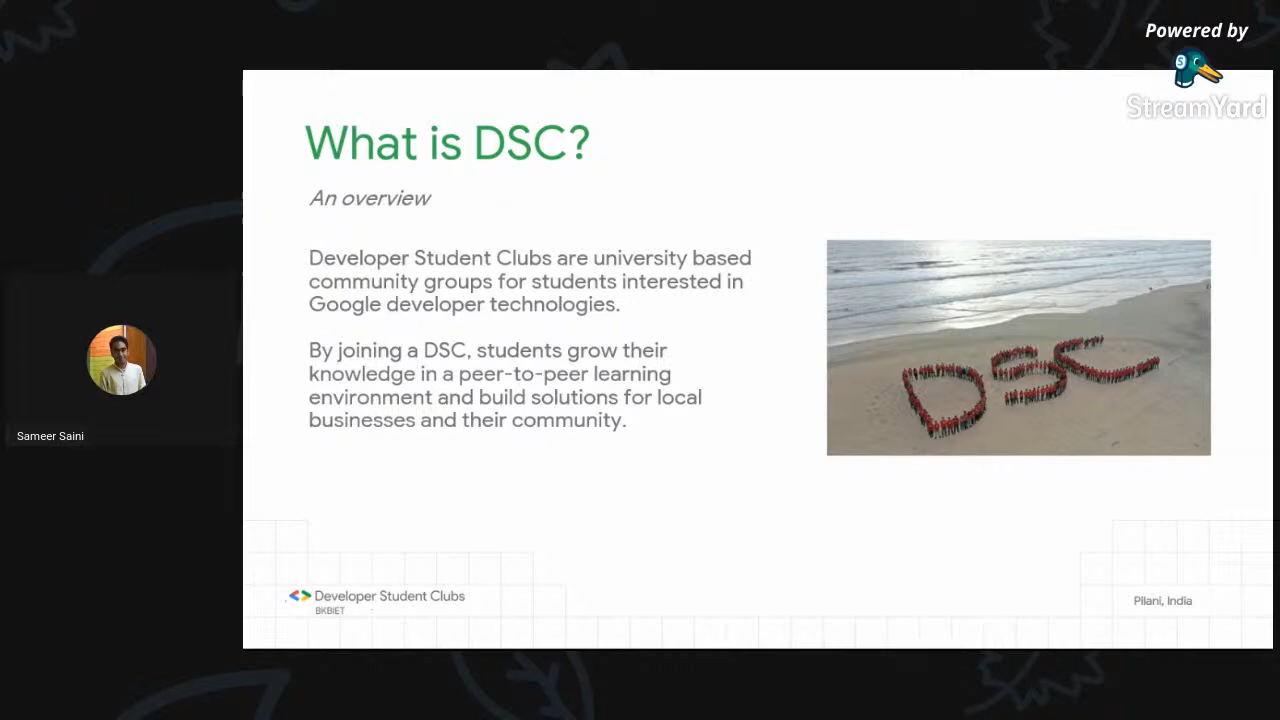 Powered by
StreamYard
What is DSC?
An overview
Developer Student Clubs are university based
community groups for students interested in
Google developer technologies.
By joining a DSC, students grow their
knowledge in a peer-to-peer learning
environment and build solutions for local
businesses and their community.
DSC
Sameer Saini
Developer Student Clubs
BKBIET
Pilani, India